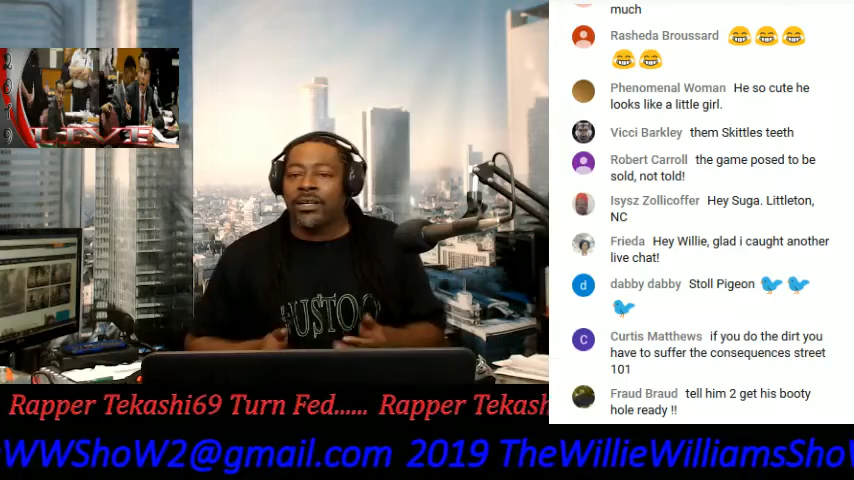 much
Rasheda Broussard 😂😂😂
😂😂
Phenomenal Woman He so cute he
looks like a little girl.
Vicci Barkley them Skittles teeth
Robert Carroll the game posed to be
sold, not told!
Isysz Zollicoffer Hey Suga. Littleton,
NC
Frieda Hey Willie, glad i caught another
live chat!
d
dabby dabby Stoll Pigeon 🐦🐦
🐦
C
Curtis Matthews if you do the dirt you
have to suffer the consequences street
101
Fraud Braud tell him 2 get his booty
hole ready !!
2019
LIVE
Rapper Tekashi69 Turn Fed...... Rapper Tekash
WWShoW2@gmail.com 2019 TheWillieWilliamsShoW